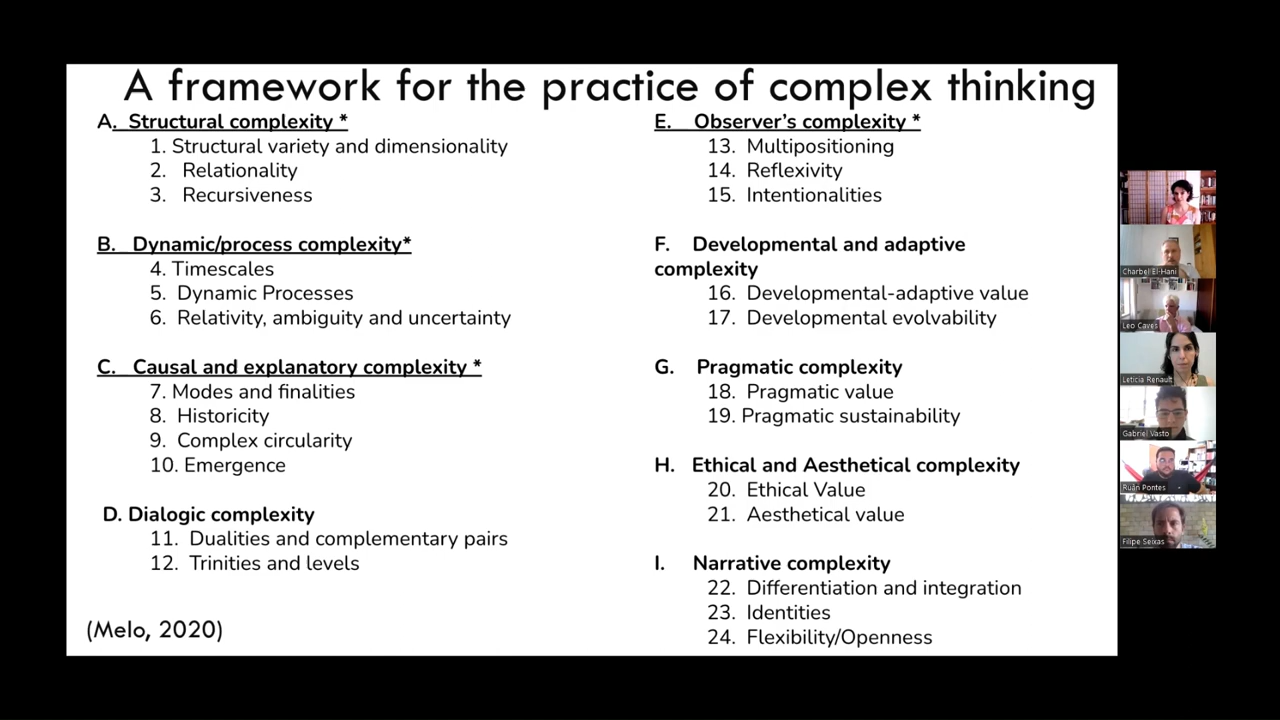 A framework for the practice of complex thinking
A. Structural complexity *
1. Structural variety and dimensionality
2. Relationality
3. Recursiveness
B. Dynamic/process complexity*
4. Timescales
5. Dynamic Processes
6. Relativity, ambiguity and uncertainty
C. Causal and explanatory complexity *
7. Modes and finalities
8. Historicity
9. Complex circularity
10. Emergence
D. Dialogic complexity
11. Dualities and complementary pairs
12. Trinities and levels
(Melo, 2020)
E. Observer's complexity *
13. Multipositioning
14. Reflexivity
15. Intentionalities
F. Developmental and adaptive
complexity
16. Developmental-adaptive value
17. Developmental evolvability
G. Pragmatic complexity
18. Pragmatic value
19. Pragmatic sustainability
H. Ethical and Aesthetical complexity
20. Ethical Value
21. Aesthetical value
I. Narrative complexity
22. Differentiation and integration
23. Identities
24. Flexibility/Openness
Charbel El-Hani
Leo Caves
Leticia Renault
Gabriel Vasto
Ruan Pontes
Filipe Seixas